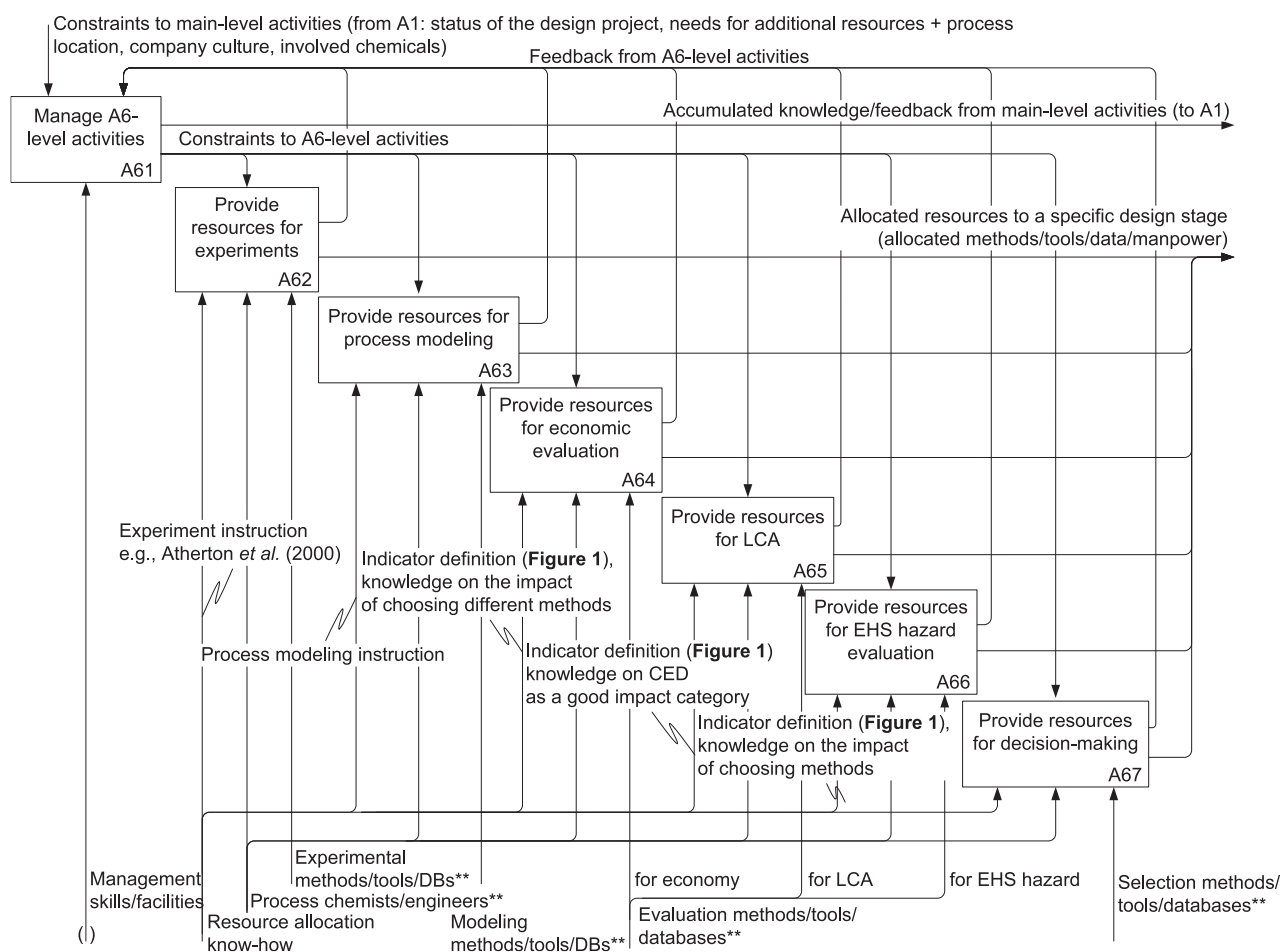 Constraints to main-level activities (from A1: status of the design project, needs for additional resources + process
location, company culture, involved chemicals)
Feedback from A6-level activities
Manage A6-
level activities
A61
Accumulated knowledge/feedback from main-level activities (to A1)
Constraints to A6-level activities
Provide
resources for
experiments
A62
Allocated resources to a specific design stage
(allocated methods/tools/data/manpower)
Provide resources for
process modeling
A63
Provide resources
for economic
evaluation
A64
Provide resources
for LCA
A65
Experiment instruction
e.g., Atherton et al. (2000)
Indicator definition (Figure 1),
knowledge on the impact
of choosing different methods
Provide resources
for EHS hazard
evaluation
A66
Process modeling instruction
Indicator definition (Figure 1)
knowledge on CED
as a good impact category
Indicator definition (Figure 1),
knowledge on the impact
of choosing methods
Provide resources
for decision-making
A67
Management
skills/facilities
Experimental
methods/tools/DBs**
Process chemists/engineers**
Resource allocation
know-how
Modeling
methods/tools/DBs**
for economy
for LCA
for EHS hazard
Evaluation methods/tools/
databases**
Selection methods/
tools/databases**